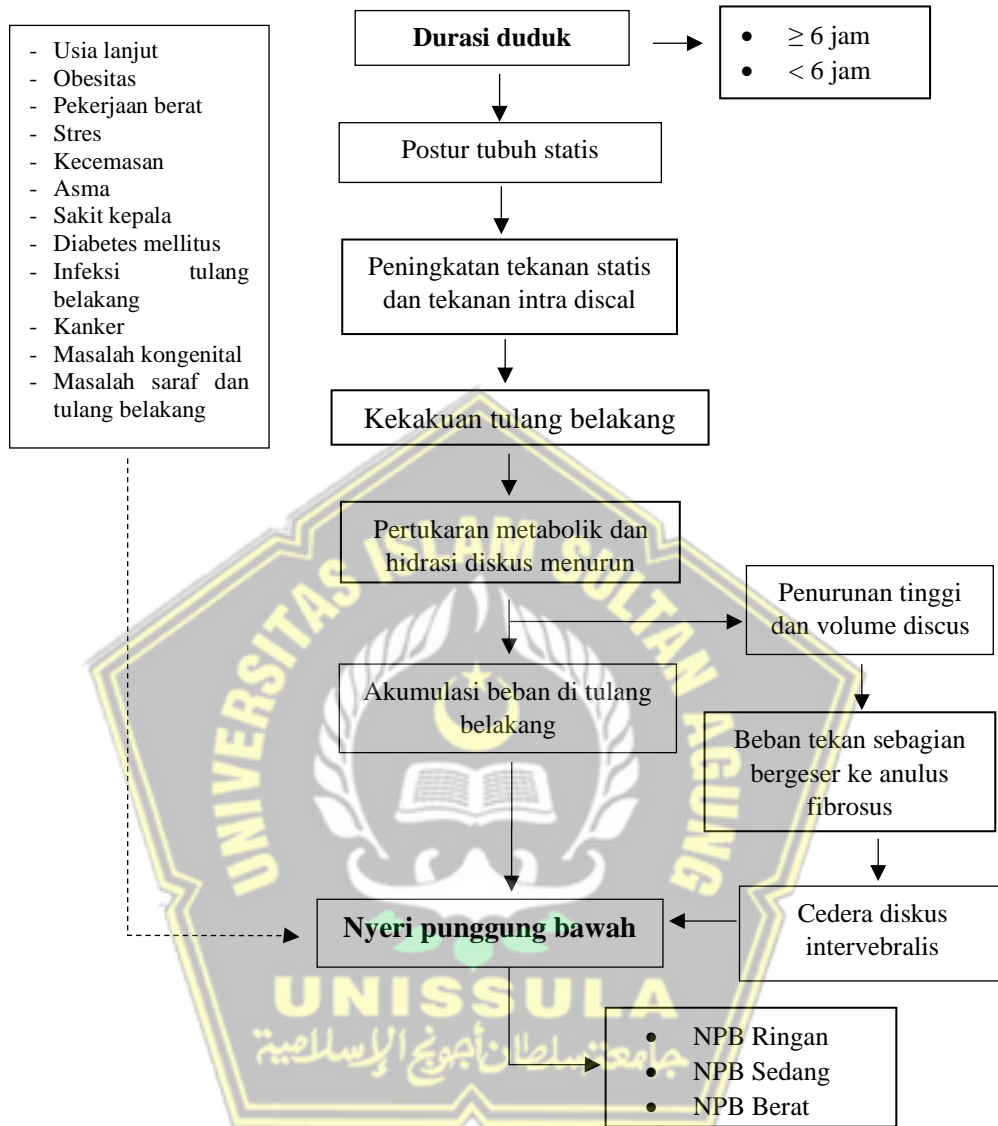 - Usia lanjut
- Obesitas
- Pekerjaan berat
- Stres
- Kecemasan
- Asma
- Sakit kepala
- Diabetes mellitus
- Infeksi tulang
belakang
- Kanker
- Masalah kongenital
- Masalah saraf dan
tulang belakang
Durasi duduk
• ≥ 6 jam
• < 6 jam
Postur tubuh statis
Peningkatan tekanan statis
dan tekanan intra discal
Kekakuan tulang belakang
Pertukaran metabolik dan
hidrasi diskus menurun
Penurunan tinggi
dan volume discus
Akumulasi beban di tulang
belakang
Beban tekan sebagian
bergeser ke anulus
fibrosus
Cedera diskus
intervebralis
Nyeri punggung bawah
• NPB Ringan
• NPB Sedang
• NPB Berat
UNIVERSITAS ISLAM SULTAN AGUNG
UNISSULA
جامعة سلطان أجونج الإسلامية